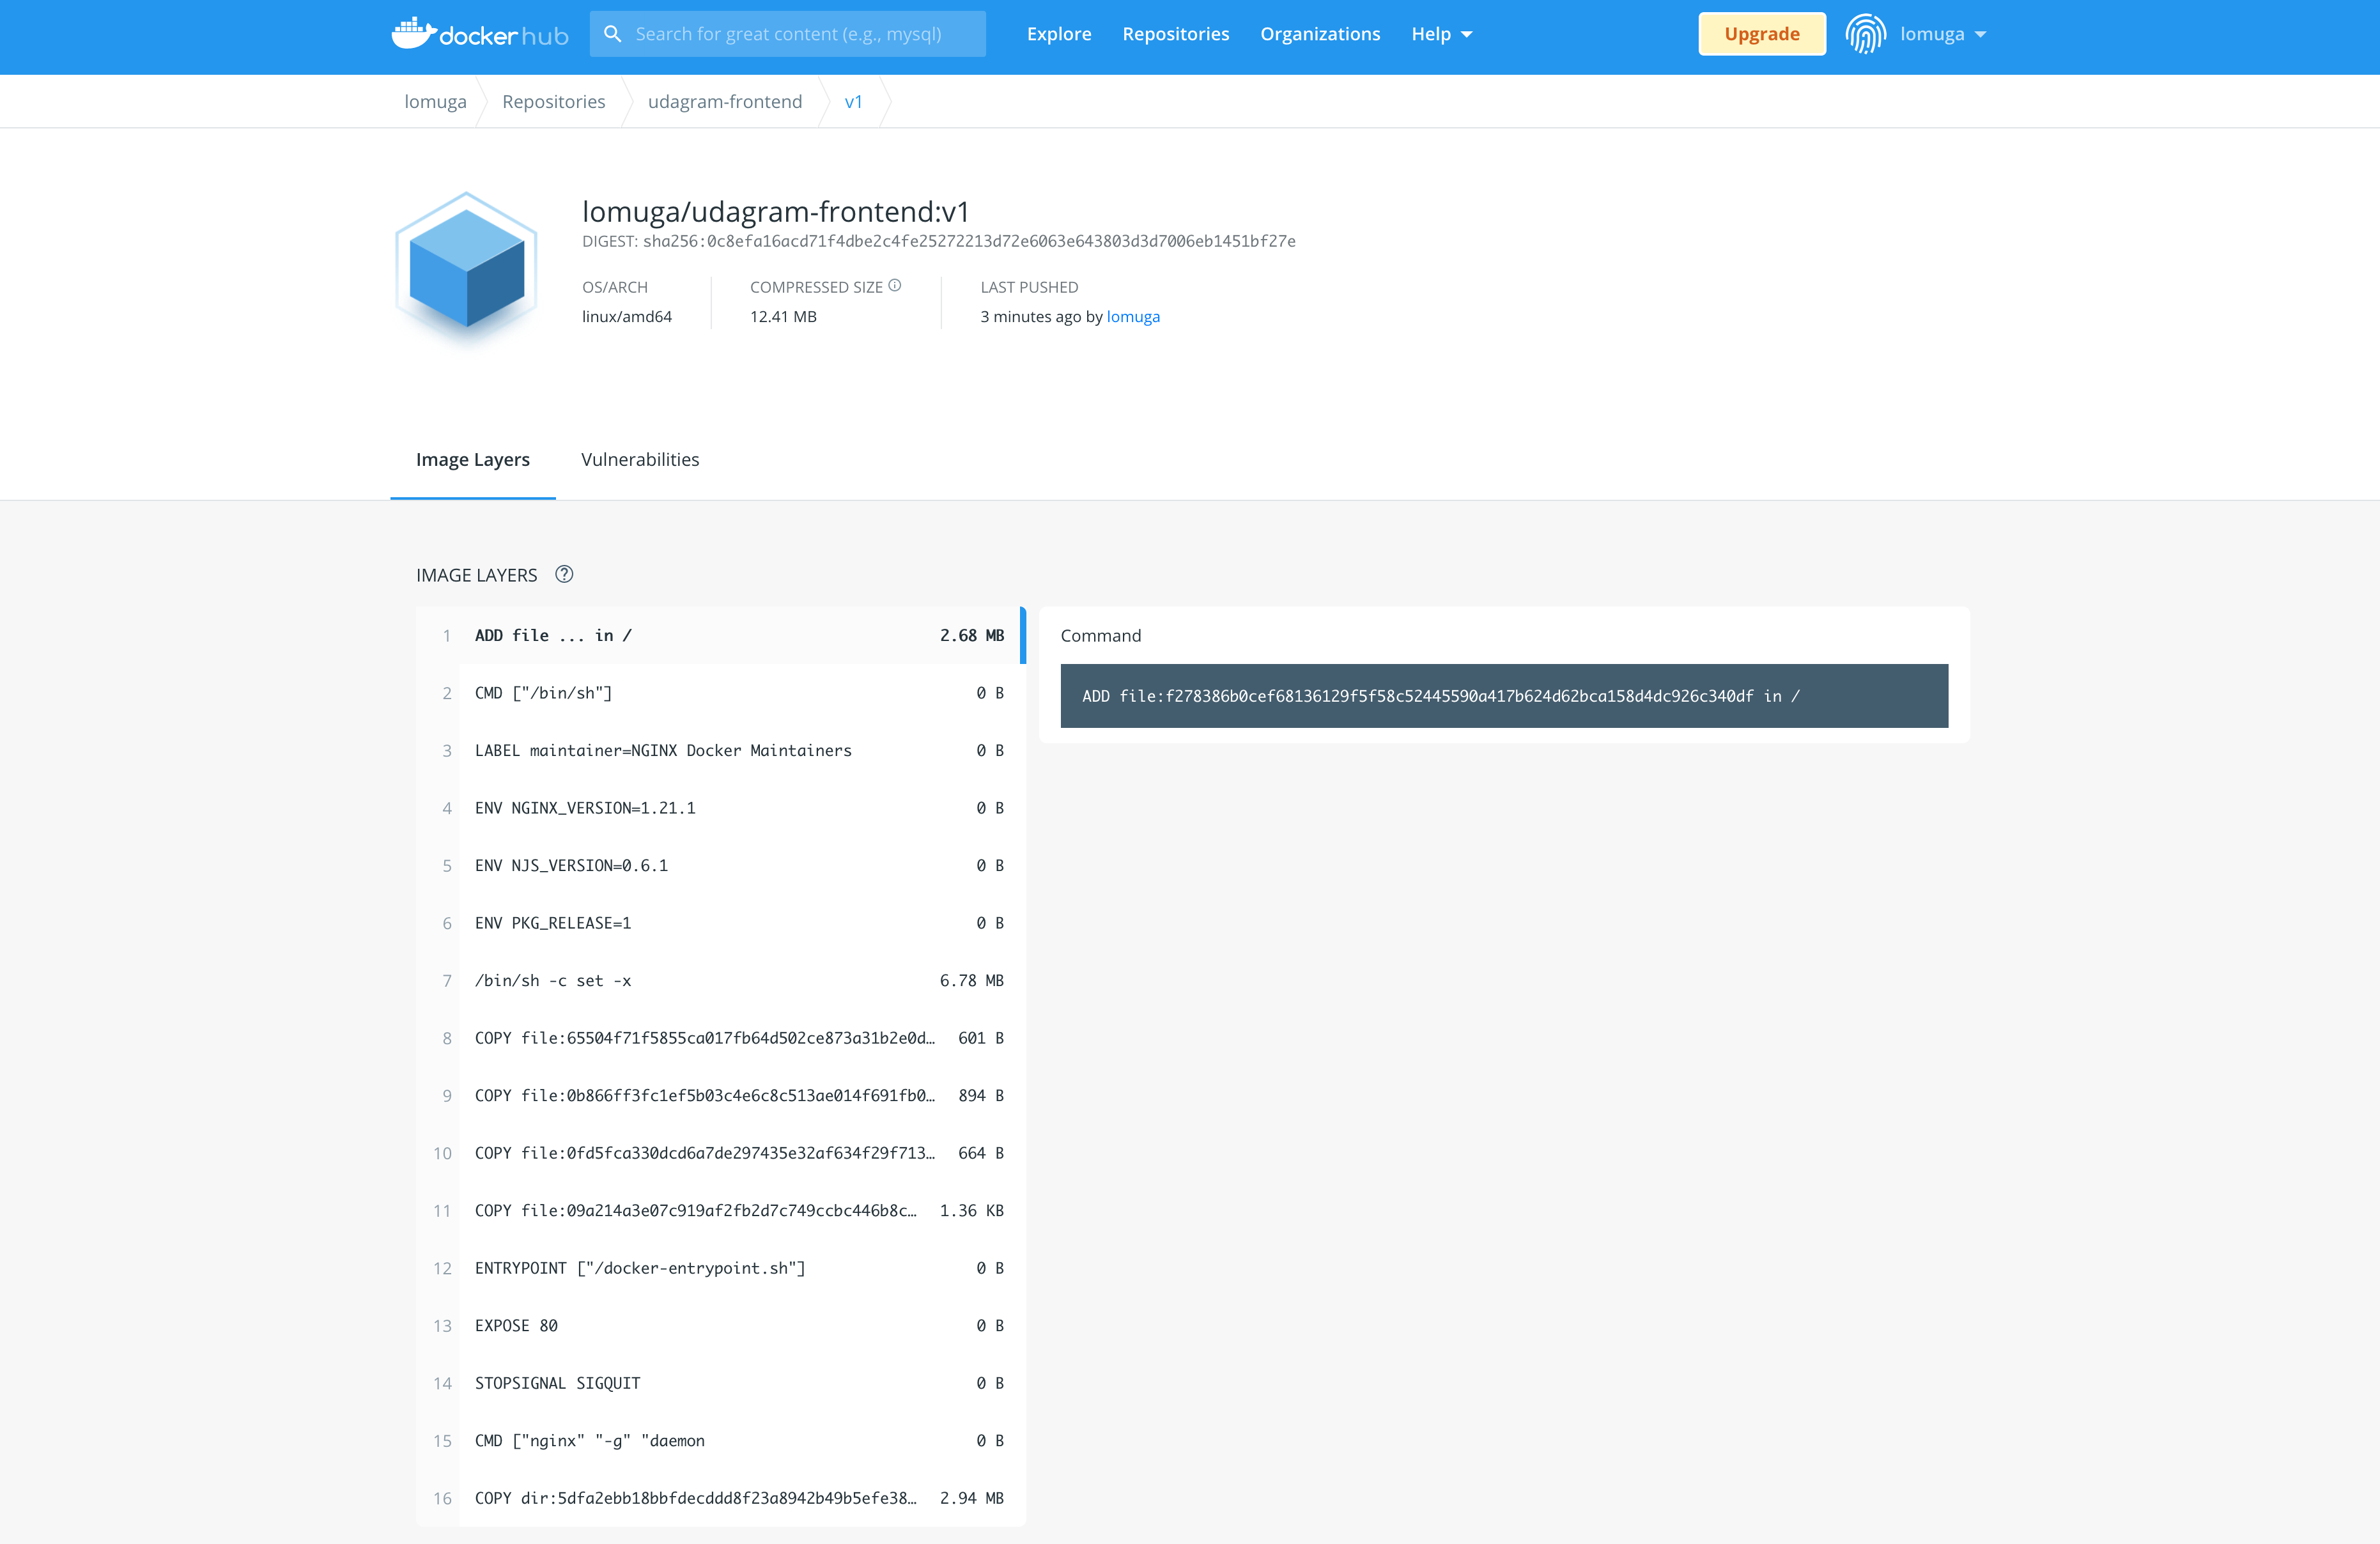 docker hub
Search for great content (e.g., mysql)
Explore
Repositories
Organizations
Help
Upgrade
lomuga
lomuga
Repositories
udagram-frontend
v1
lomuga/udagram-frontend:v1
DIGEST: sha256:0c8efa16acd71f4dbe2c4fe25272213d72e6063e643803d3d7006eb1451bf27e
OS/ARCH
linux/amd64
COMPRESSED SIZE
12.41 MB
LAST PUSHED
3 minutes ago by lomuga
Image Layers
Vulnerabilities
IMAGE LAYERS
1 ADD file ... in / 2.68 MB
2 CMD ["/bin/sh"] 0 B
3 LABEL maintainer=NGINX Docker Maintainers 0 B
4 ENV NGINX_VERSION=1.21.1 0 B
5 ENV NJS_VERSION=0.6.1 0 B
6 ENV PKG_RELEASE=1 0 B
7 /bin/sh -c set -x 6.78 MB
8 COPY file:65504f71f5855ca017fb64d502ce873a31b2e0d… 601 B
9 COPY file:0b866ff3fc1ef5b03c4e6c8c513ae014f691fb0… 894 B
10 COPY file:0fd5fca330dcd6a7de297435e32af634f29f713… 664 B
11 COPY file:09a214a3e07c919af2fb2d7c749ccbc446b8c… 1.36 KB
12 ENTRYPOINT ["/docker-entrypoint.sh"] 0 B
13 EXPOSE 80 0 B
14 STOPSIGNAL SIGQUIT 0 B
15 CMD ["nginx" "-g" "daemon 0 B
16 COPY dir:5dfa2ebb18bbfdecddd8f23a8942b49b5efe38… 2.94 MB
Command
ADD file:f278386b0cef68136129f5f58c52445590a417b624d62bca158d4dc926c340df in /